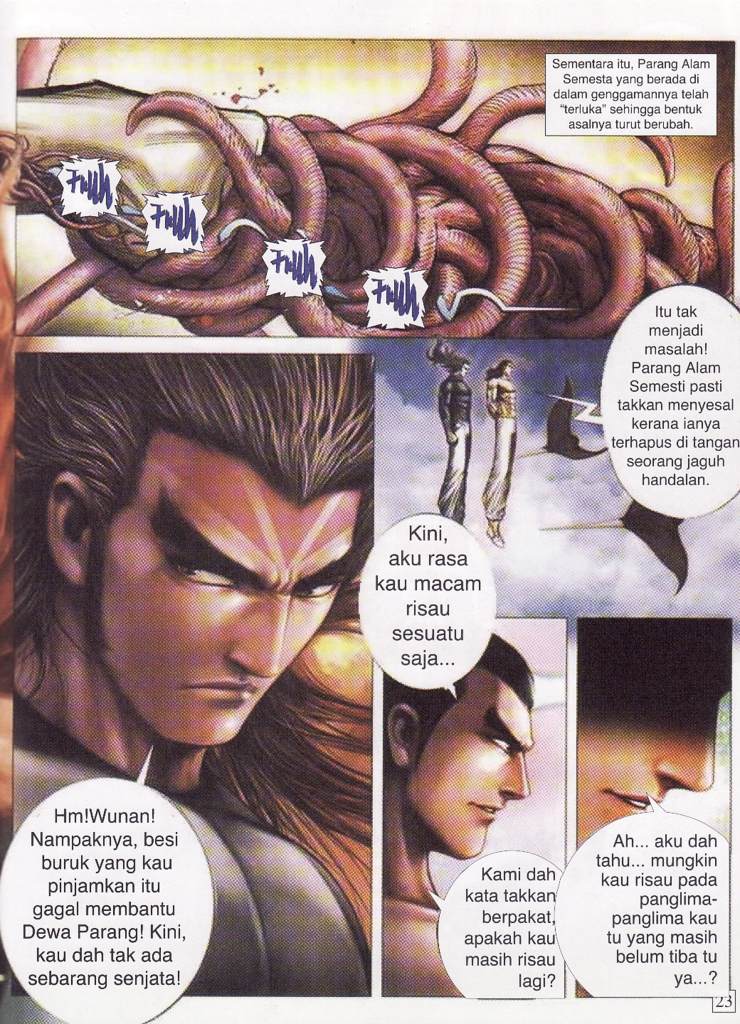 Sementara itu, Parang Alam
Semesta yang berada di
dalam genggamannya telah
“terluka” sehingga bentuk
asalnya turut berubah.
Itu tak
menjadi
masalah!
Parang Alam
Semesti pasti
takkan menyesal
kerana ianya
terhapus di tangan
seorang jaguh
handalan.
Hm!Wunan!
Nampaknya, besi
buruk yang kau
pinjamkan itu
gagal membantu
Dewa Parang! Kini,
kau dah tak ada
sebarang senjata!
Kini,
aku rasa
kau macam
risau
sesuatu
saja...
Kami dah
kata takkan
berpakat,
apakah kau
masih risau
lagi?
Ah... aku dah
tahu... mungkin
kau risau pada
panglima-
panglima kau
tu yang masih
belum tiba tu
ya...?
23